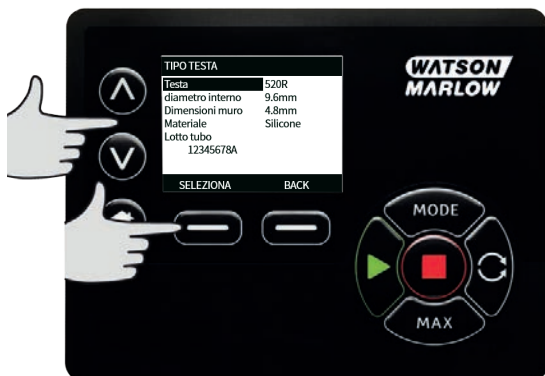 TIPO TESTA
Testa 520R
diametro interno 9.6mm
Dimensioni muro 4.8mm
Materiale Silicone
Lotto tubo
12345678A
SELEZIONA BACK
WATSON
MARLOW
MODE
MAX